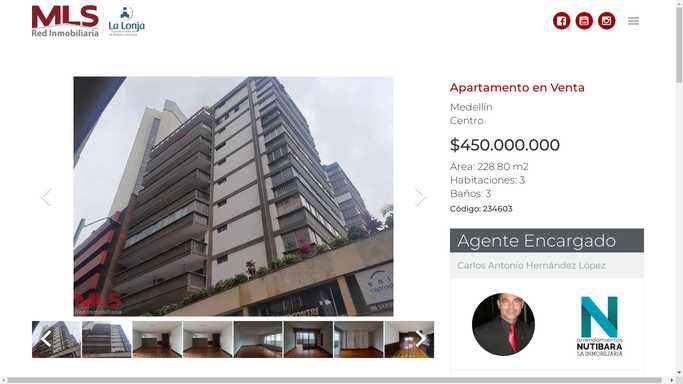 MLS
Red Inmobiliaria
La Lonja
Apartamento en Venta
Medellín
Centro
$450.000.000
Área: 228.80 m2
Habitaciones: 3
Baños: 3
Código: 234603
MLS
Red Inmobiliaria
Agente Encargado
Carlos Antonio Hernández López
N
arrendamientos
NUTIBARA
LA INMOBILIARIA